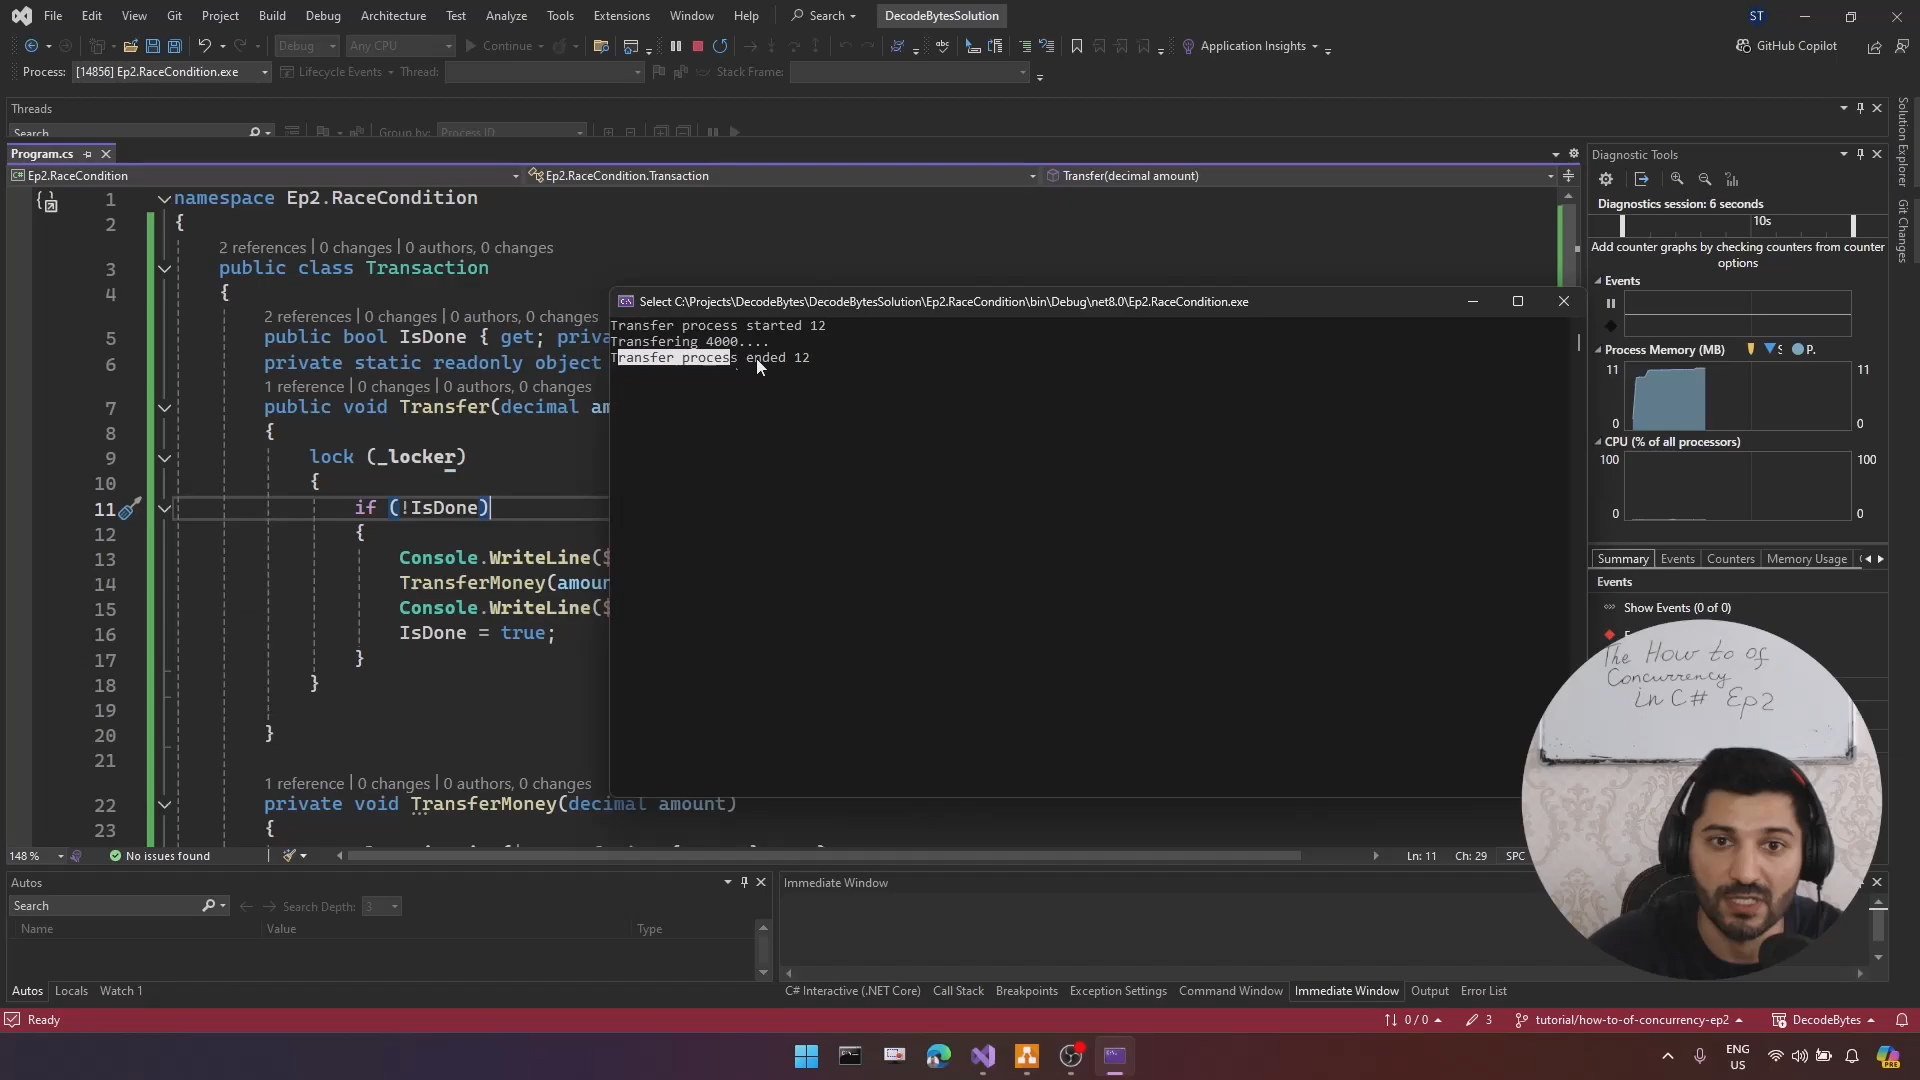 File Edit View Git Project Build Debug Architecture Test Analyze Tools Extensions Window Help Search DecodeBytesSolution ST
Debug Any CPU Continue Application Insights GitHub Copilot
Process: [14856] Ep2.RaceCondition.exe Lifecycle Events Thread: Stack Frame:
Threads
Search Group by: Process ID
Program.cs
Ep2.RaceCondition Ep2.RaceCondition.Transaction Transfer(decimal amount)
1 namespace Ep2.RaceCondition
2 {
2 references | 0 changes | 0 authors, 0 changes
3 public class Transaction
4 {
2 references | 0 changes | 0 authors, 0 changes
5 public bool IsDone { get; priva
6 private static readonly object
1 reference | 0 changes | 0 authors, 0 changes
7 public void Transfer(decimal am
8 {
9 lock (_locker)
10 {
11 if (!IsDone)
12 {
13 Console.WriteLine($
14 TransferMoney(amoun
15 Console.WriteLine($
16 IsDone = true;
17 }
18 }
19
20 }
21
1 reference | 0 changes | 0 authors, 0 changes
22 private void TransferMoney(decimal amount)
23 {
148 % No issues found Ln: 11 Ch: 29 SPC
Select C:\Projects\DecodeBytes\DecodeBytesSolution\Ep2.RaceCondition\bin\Debug\net8.0\Ep2.RaceCondition.exe
Transfer process started 12
Transfering 4000....
Transfer process ended 12
Diagnostic Tools
Diagnostics session: 6 seconds
10s
Add counter graphs by checking counters from counter
options
Events
Process Memory (MB) S P.
11 11
0 0
CPU (% of all processors)
100 100
0 0
Summary Events Counters Memory Usage
Events
Show Events (0 of 0)
The How to of
Concurrency
in C# Ep2
Solution Explorer
Git Changes
Autos
Search Search Depth: 3
Name Value Type
Autos Locals Watch 1
Immediate Window
C# Interactive (.NET Core) Call Stack Breakpoints Exception Settings Command Window Immediate Window Output Error List
Ready 0 / 0 3 tutorial/how-to-of-concurrency-ep2 DecodeBytes
ENG
US
PRE